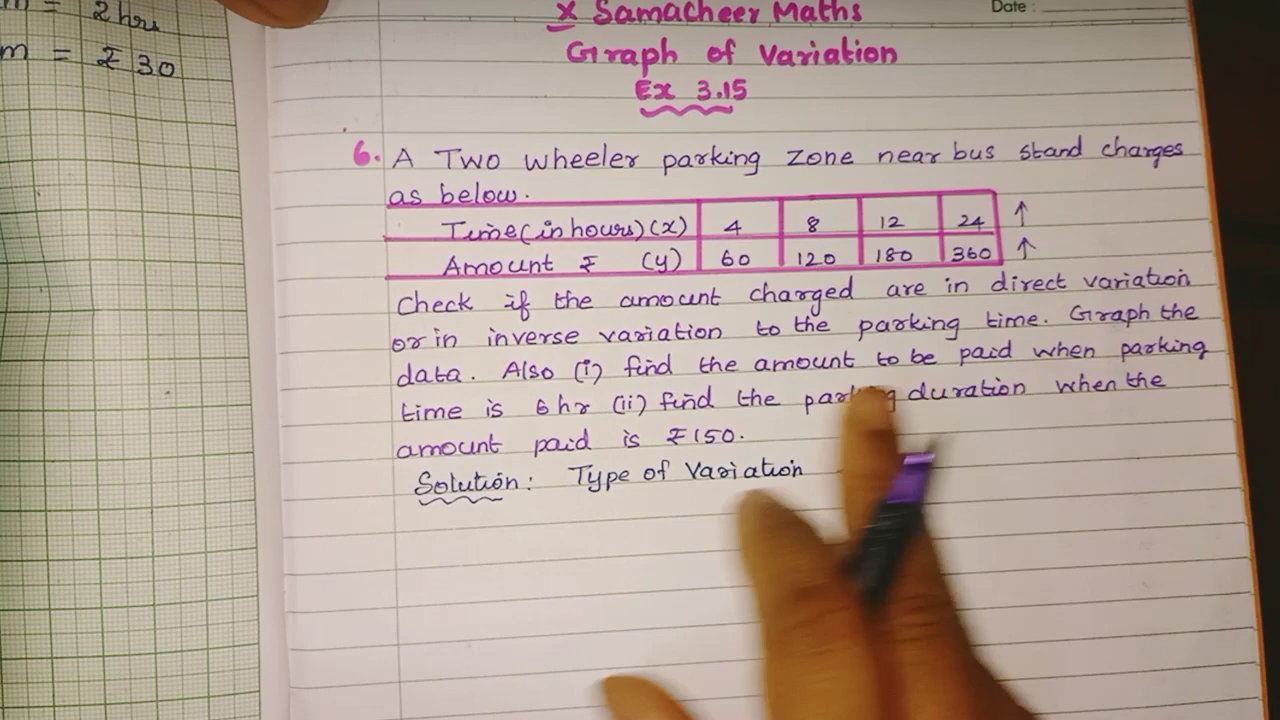 m = 2 hrs
m = ₹ 30
Date :
X Samacheer Maths
Graph of Variation
Ex 3.15
6. A Two wheeler parking zone near bus stand charges
as below.
Time (in hours) (x) 4 8 12 24 ↑
Amount ₹ (y) 60 120 180 360 ↑
Check if the amount charged are in direct variation
or in inverse variation to the parking time. Graph the
data. Also (i) find the amount to be paid when parking
time is 6 hr (ii) find the parking duration when the
amount paid is ₹150.
Solution: Type of Variation